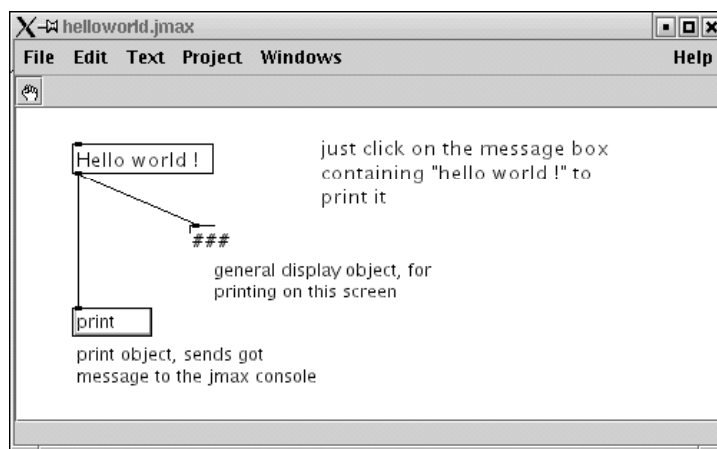 helloworld.jmax
File Edit Text Project Windows Help
Hello world !
just click on the message box
containing "hello world !" to
print it
###
general display object, for
printing on this screen
print
print object, sends got
message to the jmax console